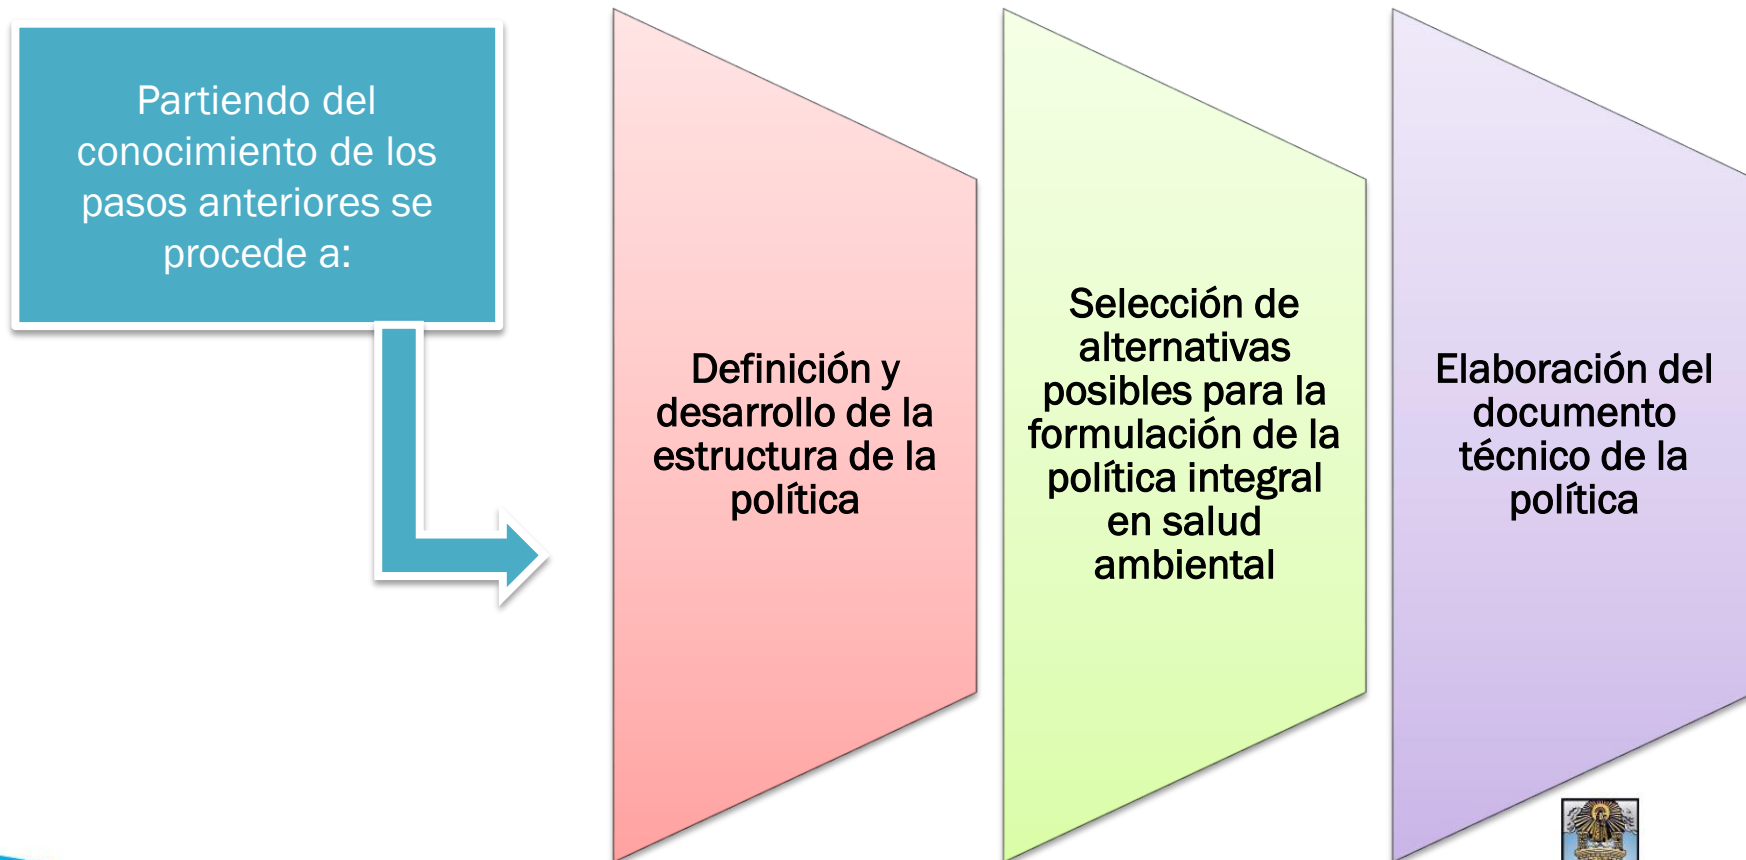 Partiendo del
conocimiento de los
pasos anteriores se
procede a:
Definición y
desarrollo de la
estructura de la
política
Selección de
alternativas
posibles para la
formulación de la
política integral
en salud
ambiental
Elaboración del
documento
técnico de la
política